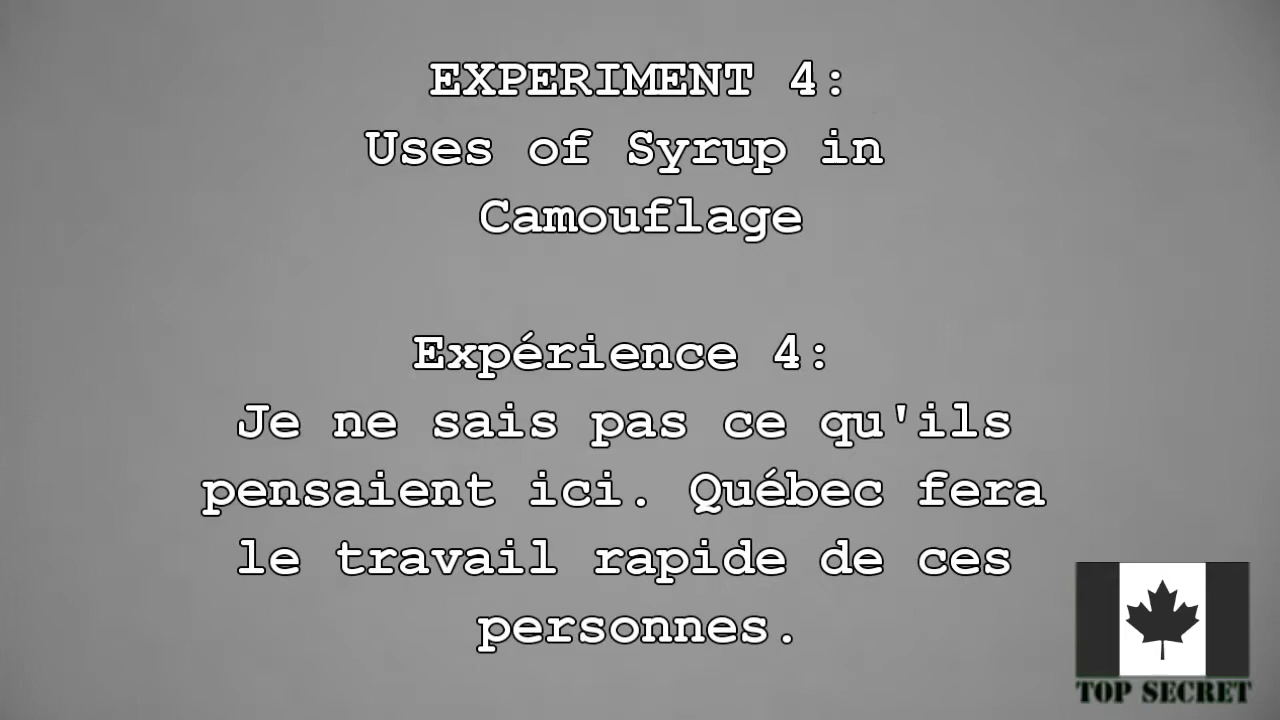 EXPERIMENT 4:
Uses of Syrup in
Camouflage
Expérience 4:
Je ne sais pas ce qu'ils
pensaient ici. Québec fera
le travail rapide de ces
personnes.
TOP SECRET